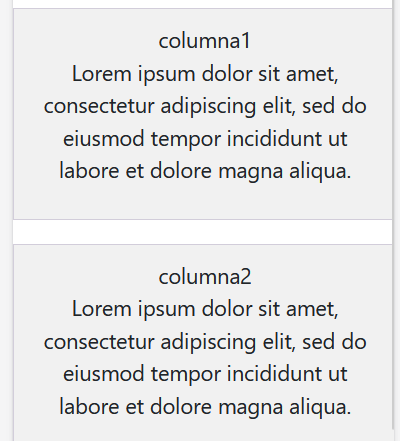 columna1
Lorem ipsum dolor sit amet,
consectetur adipiscing elit, sed do
eiusmod tempor incididunt ut
labore et dolore magna aliqua.
columna2
Lorem ipsum dolor sit amet,
consectetur adipiscing elit, sed do
eiusmod tempor incididunt ut
labore et dolore magna aliqua.